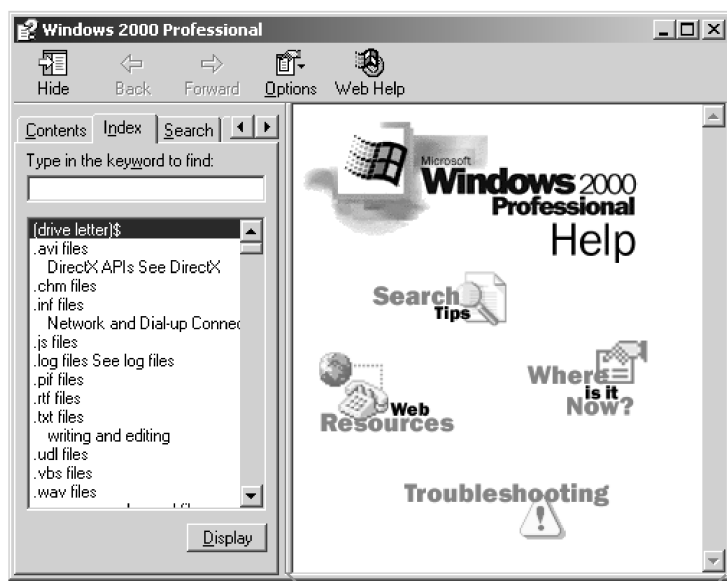 Windows 2000 Professional
Hide Back Forward Options Web Help
Contents Index Search
Type in the keyword to find:
(drive letter)$
.avi files
DirectX APIs See DirectX
.chm files
.inf files
Network and Dial-up Connec
.js files
.log files See log files
.pif files
.rtf files
.txt files
writing and editing
.udl files
.vbs files
.wav files
Display
Microsoft
Windows 2000
Professional
Help
Search
Tips
Where
is it
Now?
Web
Resources
Troubleshooting